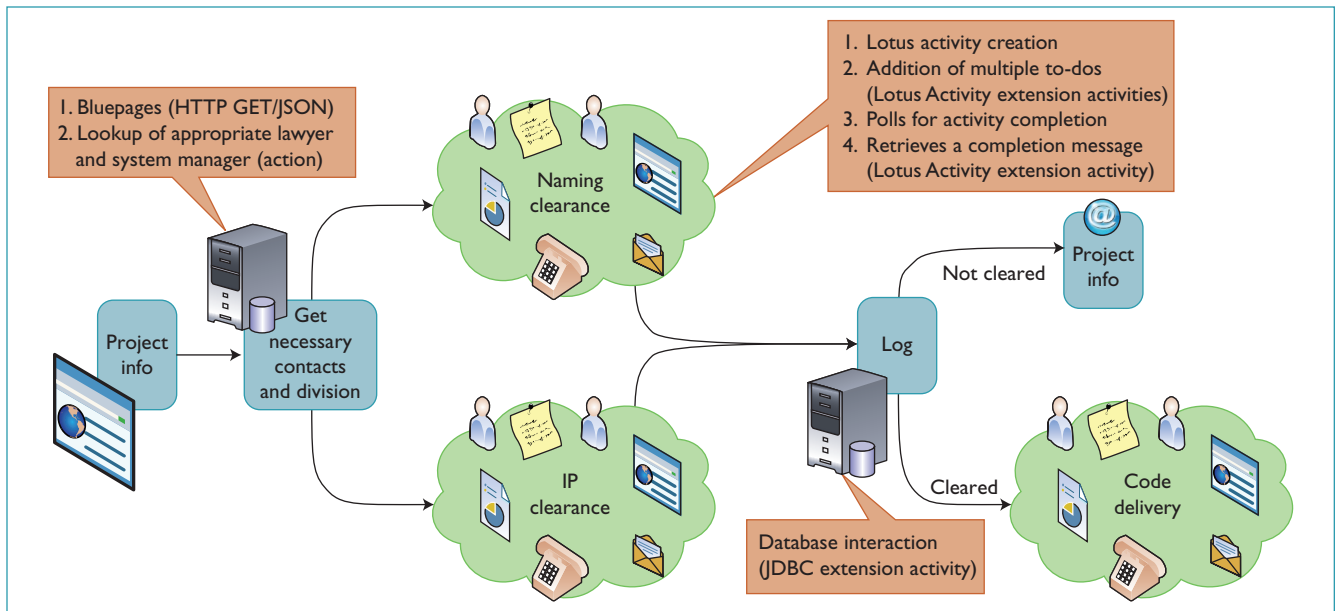 1. Bluepages (HTTP GET/JSON)
2. Lookup of appropriate lawyer
and system manager (action)
1. Lotus activity creation
2. Addition of multiple to-dos
(Lotus Activity extension activities)
3. Polls for activity completion
4. Retrieves a completion message
(Lotus Activity extension activity)
Project
info
Get
necessary
contacts
and division
Naming
clearance
IP
clearance
Log
Not cleared
@
Project
info
Cleared
Code
delivery
Database interaction
(JDBC extension activity)